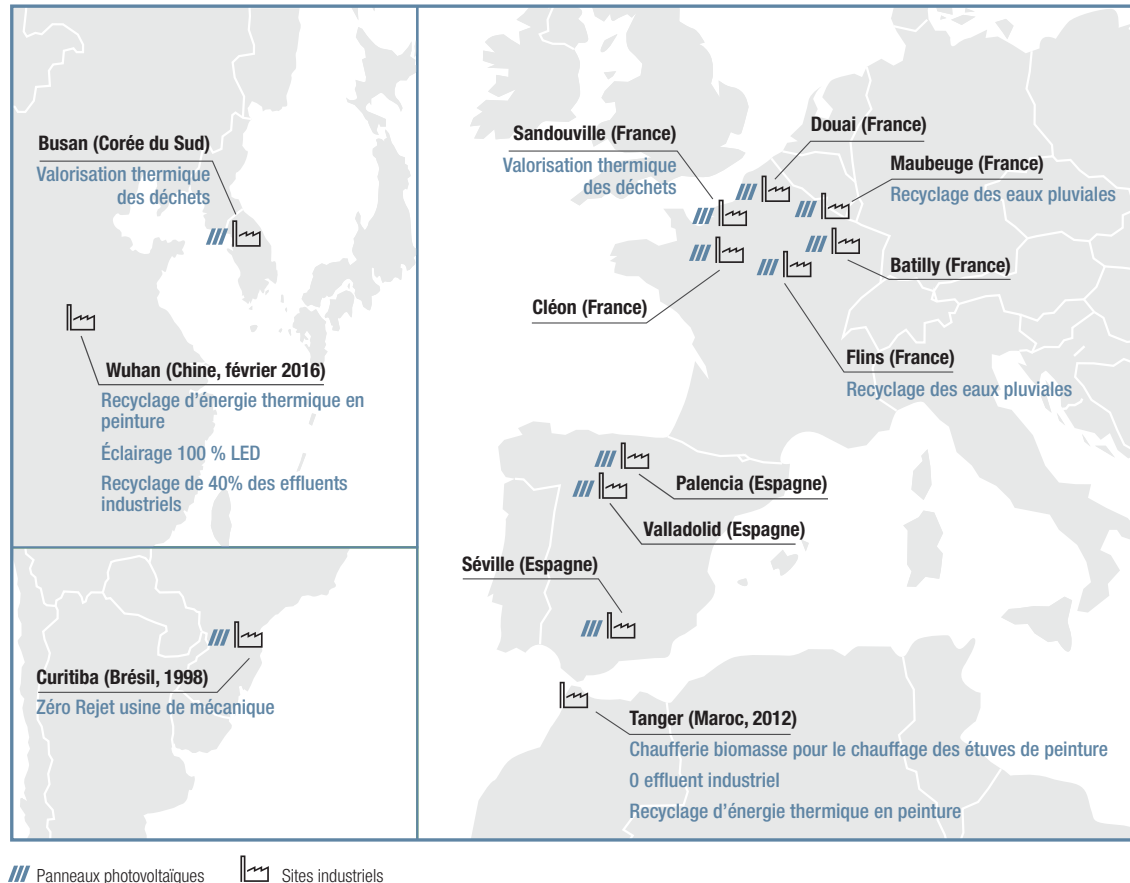 Busan (Corée du Sud)
Valorisation thermique
des déchets
Wuhan (Chine, février 2016)
Recyclage d'énergie thermique en
peinture
Éclairage 100 % LED
Recyclage de 40% des effluents
industriels
Curitiba (Brésil, 1998)
Zéro Rejet usine de mécanique
Sandouville (France)
Valorisation thermique
des déchets
Douai (France)
Maubeuge (France)
Recyclage des eaux pluviales
Batilly (France)
Cléon (France)
Flins (France)
Recyclage des eaux pluviales
Palencia (Espagne)
Valladolid (Espagne)
Séville (Espagne)
Tanger (Maroc, 2012)
Chaufferie biomasse pour le chauffage des étuves de peinture
0 effluent industriel
Recyclage d'énergie thermique en peinture
Panneaux photovoltaïques
Sites industriels